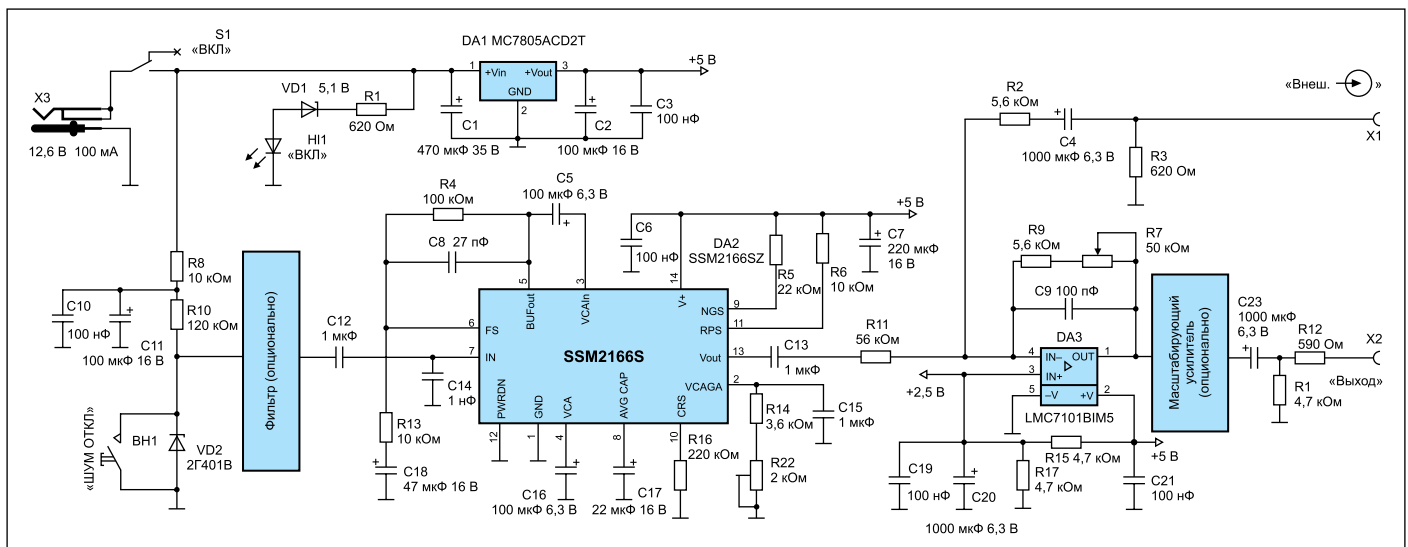 S1
«ВКЛ»
X3
12,6 В 100 мА
VD1 5,1 В
R1
620 Ом
HI1
«ВКЛ»
DA1 MC7805ACD2T
1
+Vin
+Vout
3
GND
2
+5 В
+
C1
470 мкФ 35 В
+
C2
100 мкФ 16 В
C3
100 нФ
R2
5,6 кОм
+
C4
1000 мкФ 6,3 В
R3
620 Ом
«Внеш. »
X1
R4
100 кОм
C5
100 мкФ 6,3 В
+
C8 27 пФ
C6
100 нФ
+5 В
DA2
SSM2166SZ
R5
22 кОм
R6
10 кОм
+
C7
220 мкФ
16 В
R8
10 кОм
C10
100 нФ
+
C11
100 мкФ 16 В
R10
120 кОм
«ШУМ ОТКЛ»
BH1
VD2
2Г401В
Фильтр (опционально)
C12
1 мкФ
C14
1 нФ
R13
10 кОм
+
C18
47 мкФ 16 В
SSM2166S
5
BUFout
3
VCAIn
14
V+
9
NGS
11
RPS
6
FS
7
IN
Vout
13
VCAGA
2
PWRDN
12
GND
1
VCA
4
AVG CAP
8
CRS
10
+
C16
100 мкФ 6,3 В
+
C17
22 мкФ 16 В
R16
220 кОм
C13
1 мкФ
R11
56 кОм
R14
3,6 кОм
C15
1 мкФ
R22
2 кОм
R9
5,6 кОм
R7
50 кОм
C9 100 пФ
DA3
4
IN–
OUT
1
3
IN+
5
–V
+V
2
LMC7101BIM5
+2,5 В
C19
100 нФ
+
C20
1000 мкФ 6,3 В
R15 4,7 кОм
R17
4,7 кОм
+5 В
C21
100 нФ
Масштабирующий
усилитель
(опционально)
C23
1000 мкФ
6,3 В
+
R12
590 Ом
X2
«Выход»
R1
4,7 кОм